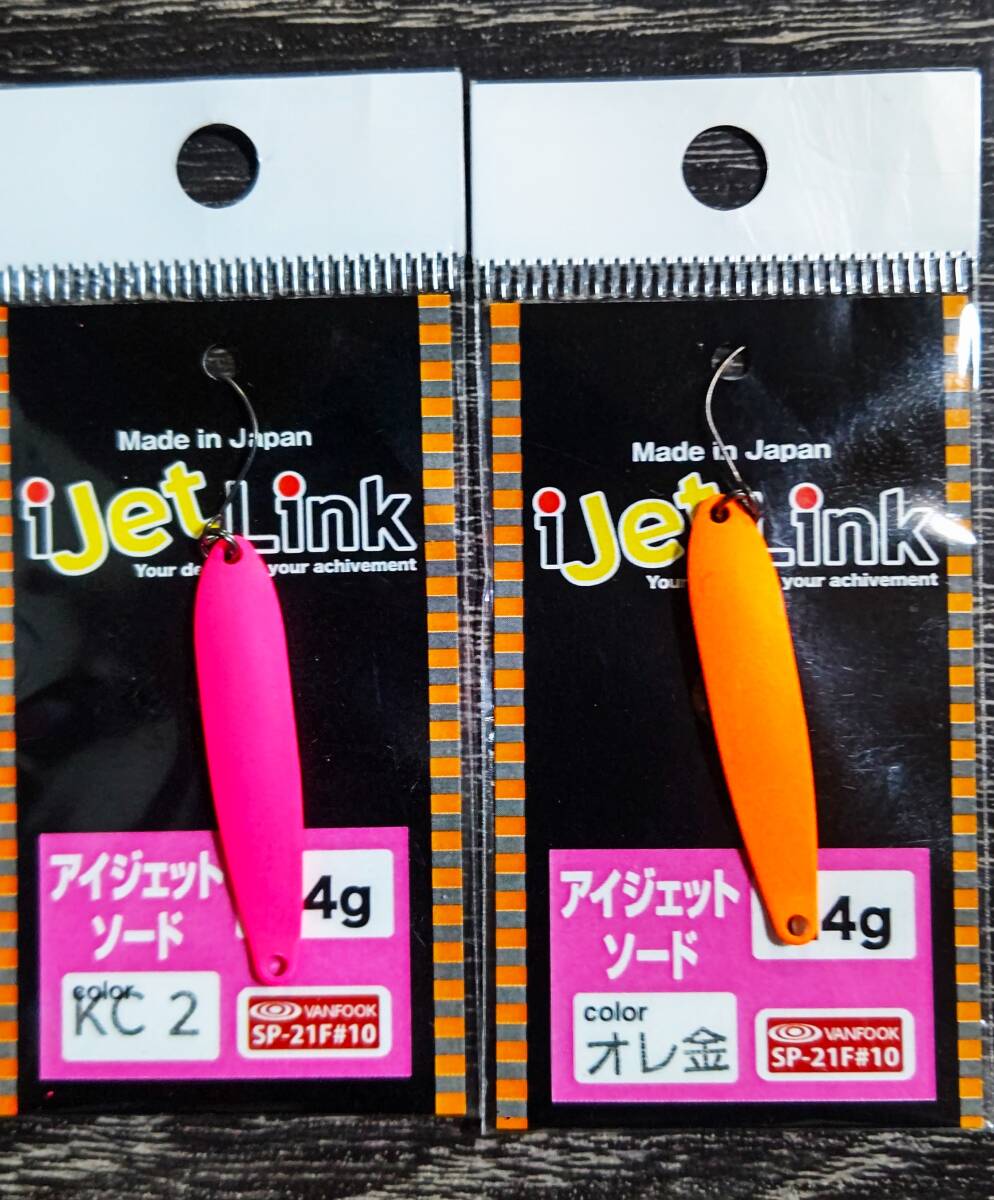 Made in Japan
iJet Link
Your your achivement
アイジェット
ソード
4g
color
KC 2
VANFOOK
SP-21F#10
Made in Japan
iJet Link
your achivement
アイジェット
ソード
.4g
color
オレ金
VANFOOK
SP-21F#10